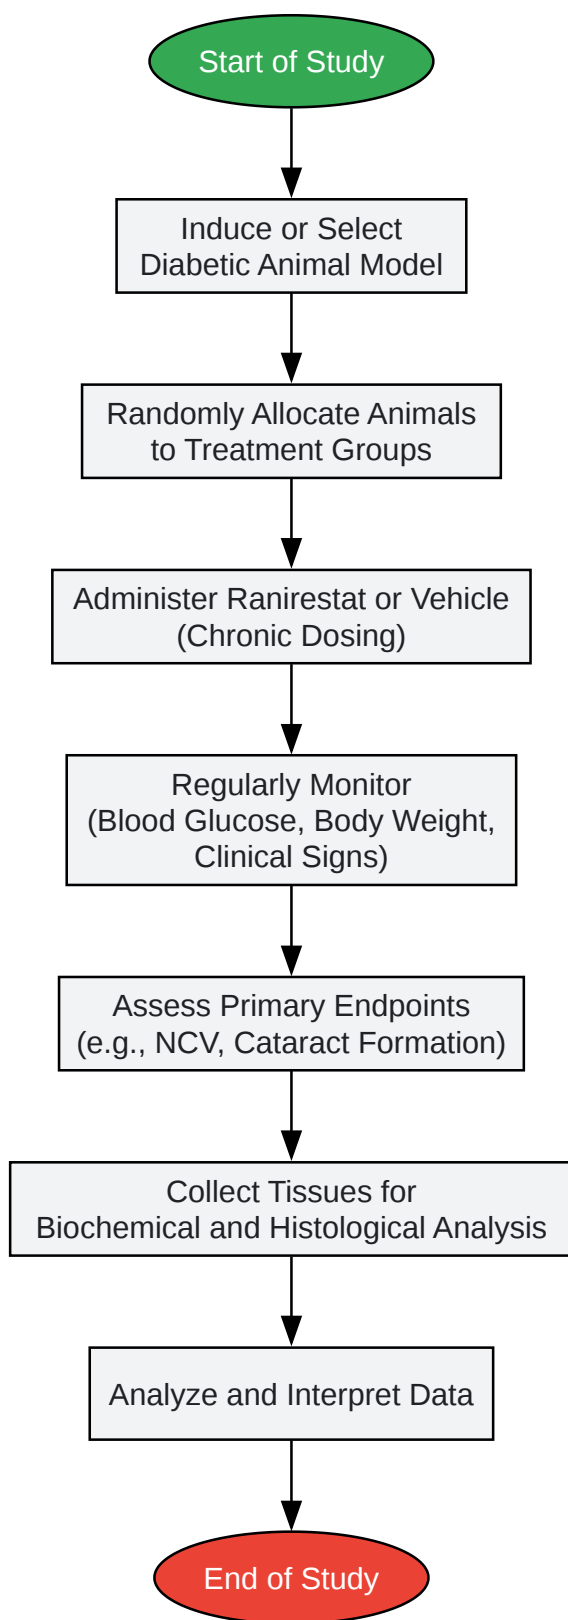 Start of Study
Induce or Select
Diabetic Animal Model
Randomly Allocate Animals
to Treatment Groups
Administer Ranirestat or Vehicle
(Chronic Dosing)
Regularly Monitor
(Blood Glucose, Body Weight,
Clinical Signs)
Assess Primary Endpoints
(e.g., NCV, Cataract Formation)
Collect Tissues for
Biochemical and Histological Analysis
Analyze and Interpret Data
End of Study